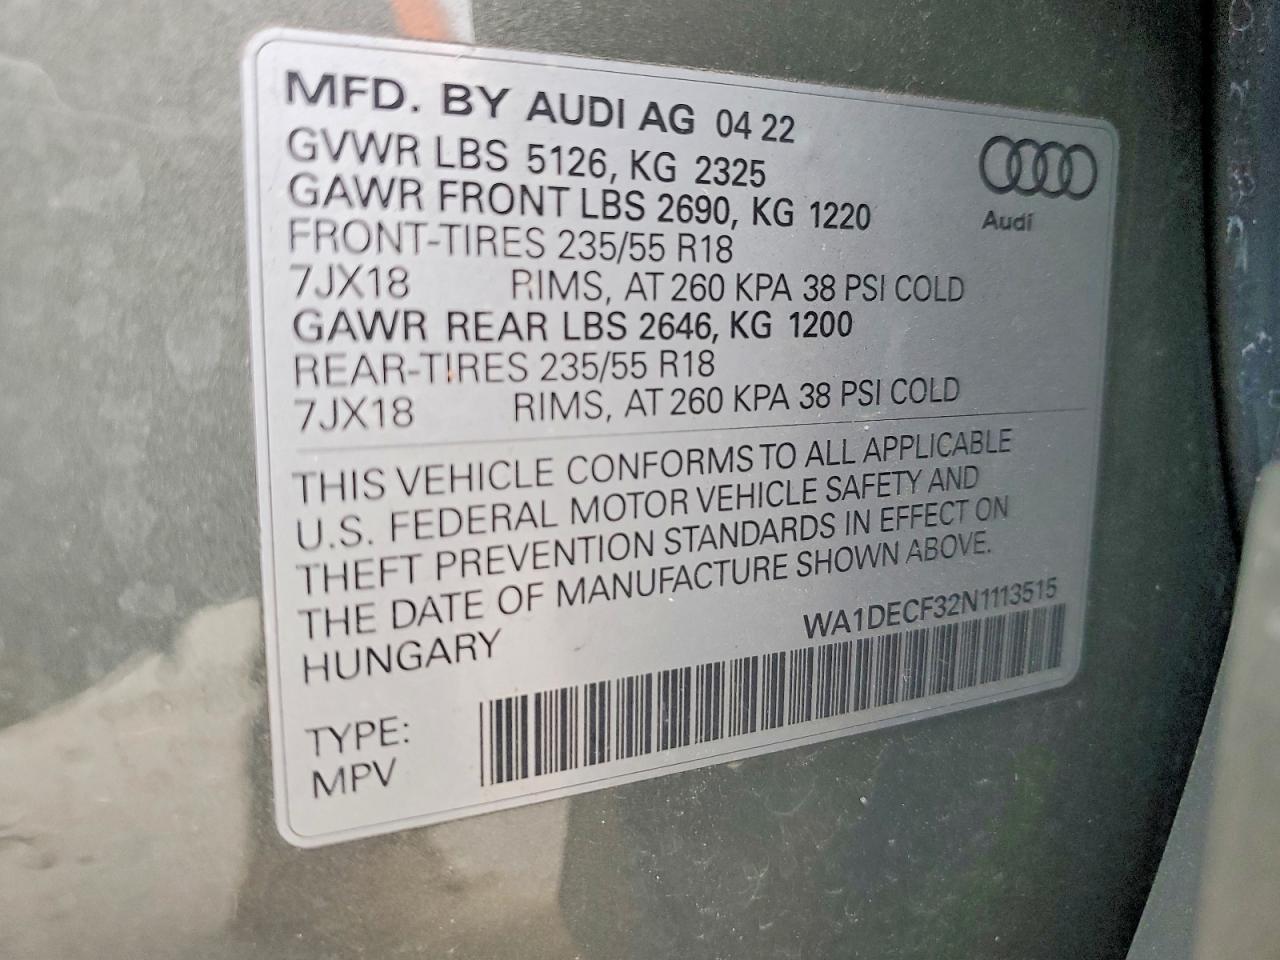 MFD. BY AUDI AG 04 22
GVWR LBS 5126, KG 2325
GAWR FRONT LBS 2690, KG 1220
FRONT-TIRES 235/55 R18
7JX18 RIMS, AT 260 KPA 38 PSI COLD
GAWR REAR LBS 2646, KG 1200
REAR-TIRES 235/55 R18
7JX18 RIMS, AT 260 KPA 38 PSI COLD
Audi
THIS VEHICLE CONFORMS TO ALL APPLICABLE
U.S. FEDERAL MOTOR VEHICLE SAFETY AND
THEFT PREVENTION STANDARDS IN EFFECT ON
THE DATE OF MANUFACTURE SHOWN ABOVE.
HUNGARY
WA1DECF32N1113515
TYPE:
MPV